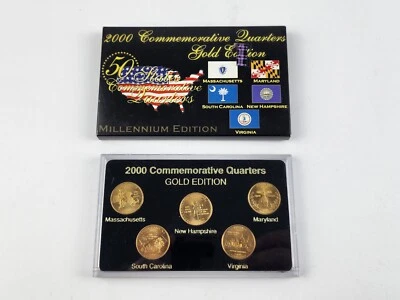 2000 Commemorative Quarters
Gold Edition
50 States
Commemorative
Quarters
MASSACHUSETTS
MARYLAND
SOUTH CAROLINA
NEW HAMPSHIRE
VIRGINIA
MILLENNIUM EDITION
2000 Commemorative Quarters
GOLD EDITION
Massachusetts
Maryland
New Hampshire
South Carolina
Virginia